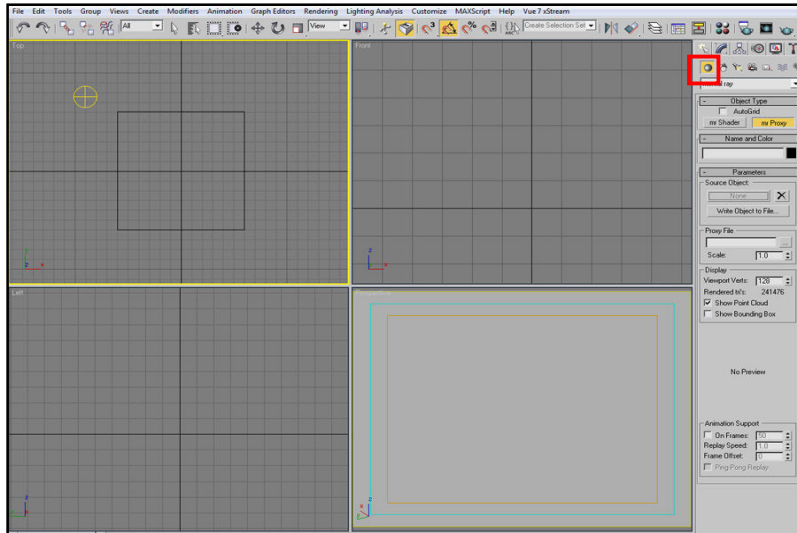 File Edit Tools Group Views Create Modifiers Animation Graph Editors Rendering Lighting Analysis Customize MAXScript Help Vue 7 xStream
All
View
Create Selection Set
Top
Front
ray
- Object Type
AutoGrid
mr Shader mr Proxy
- Name and Color
- Parameters
Source Object:
None
Write Object to File...
Proxy File
...
Scale: 1.0
Display
Viewport Verts: 128
Rendered tri's: 241476
Show Point Cloud
Show Bounding Box
Left
Perspective
No Preview
Animation Support
On Frames: 50
Replay Speed: 1.0
Frame Offset: 0
Ping-Pong Replay